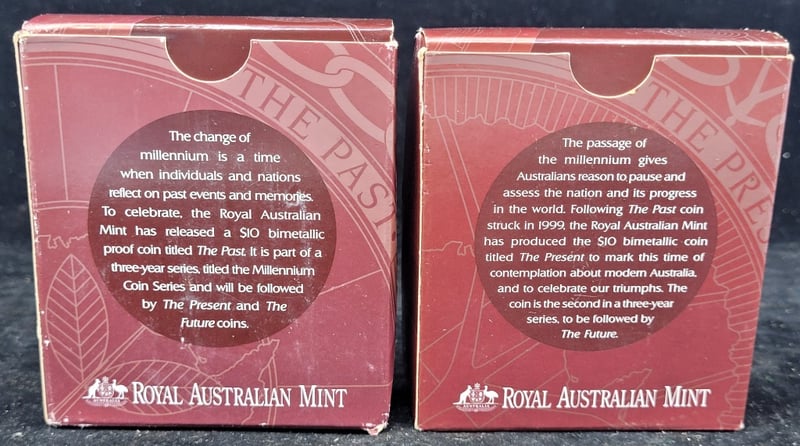 THE PAST
The change of
millennium is a time
when individuals and nations
reflect on past events and memories.
To celebrate, the Royal Australian
Mint has released a $10 bimetallic
proof coin titled The Past. It is part of a
three-year series, titled the Millennium
Coin Series and will be followed
by The Present and The
Future coins.
AUSTRALIA
ROYAL AUSTRALIAN MINT
THE PRES
The passage of
the millennium gives
Australians reason to pause and
assess the nation and its progress
in the world. Following The Past coin
struck in 1999, the Royal Australian Mint
has produced the $10 bimetallic coin
titled The Present to mark this time of
contemplation about modern Australia,
and to celebrate our triumphs. The
coin is the second in a three-year
series, to be followed by
The Future.
AUSTRALIA
ROYAL AUSTRALIAN MINT